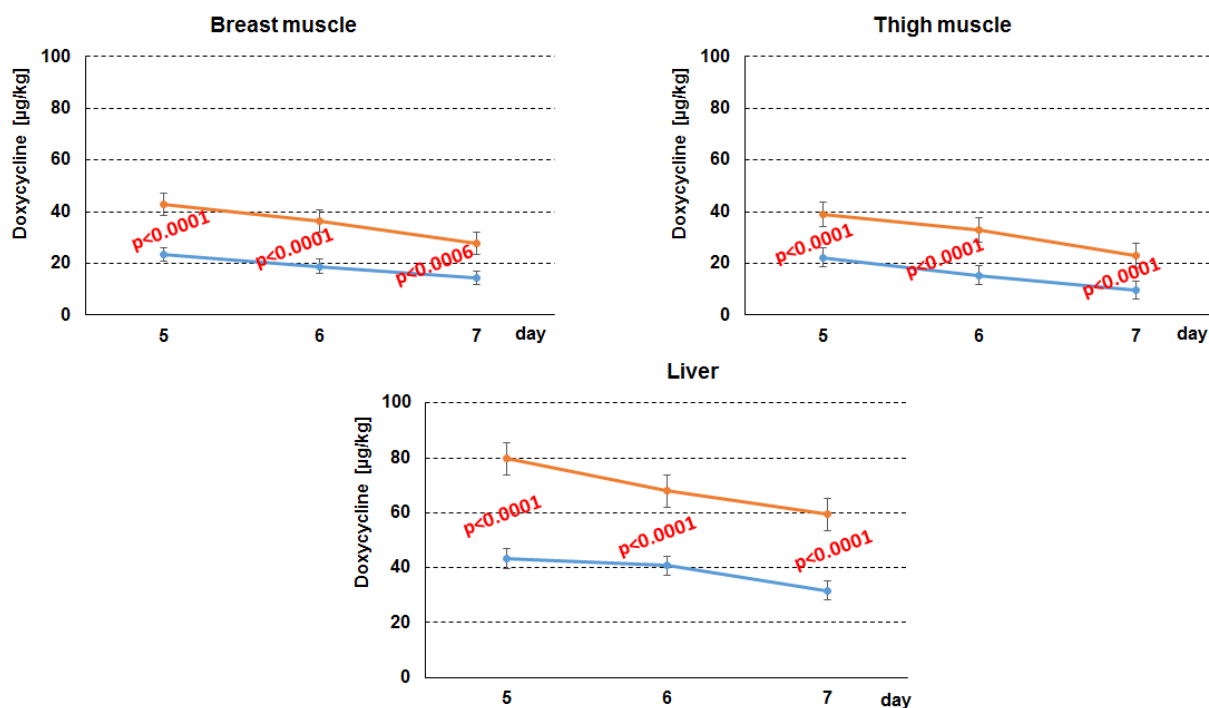 Breast muscle
Doxycycline [µg/kg]
100
80
60
40
20
0
p<0.0001
p<0.0001
p<0.0006
5 6 7 day
Thigh muscle
Doxycycline [µg/kg]
100
80
60
40
20
0
p<0.0001
p<0.0001
p<0.0001
5 6 7 day
Liver
Doxycycline [µg/kg]
100
80
60
40
20
0
p<0.0001
p<0.0001
p<0.0001
5 6 7 day